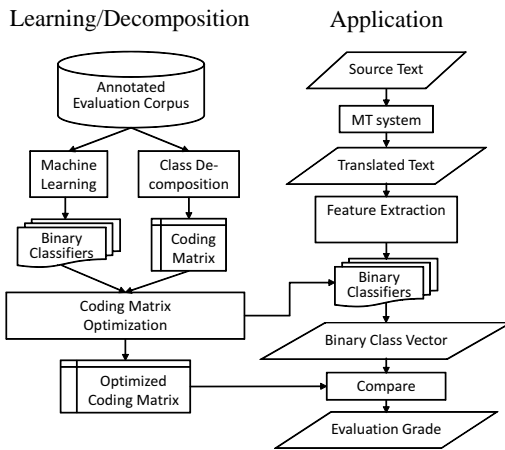 Learning/Decomposition
Annotated
Evaluation Corpus
Machine
Learning
Class De-
composition
Binary
Classifiers
Coding
Matrix
Coding Matrix
Optimization
Optimized
Coding Matrix
Application
Source Text
MT system
Translated Text
Feature Extraction
Binary
Classifiers
Binary Class Vector
Compare
Evaluation Grade